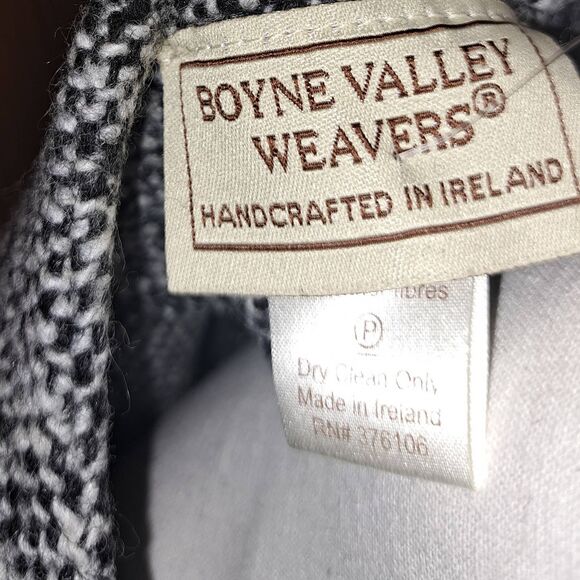 BOYNE VALLEY
WEAVERS®
HANDCRAFTED IN IRELAND
P
Dry Clean Only
Made in Ireland
RN# 376106